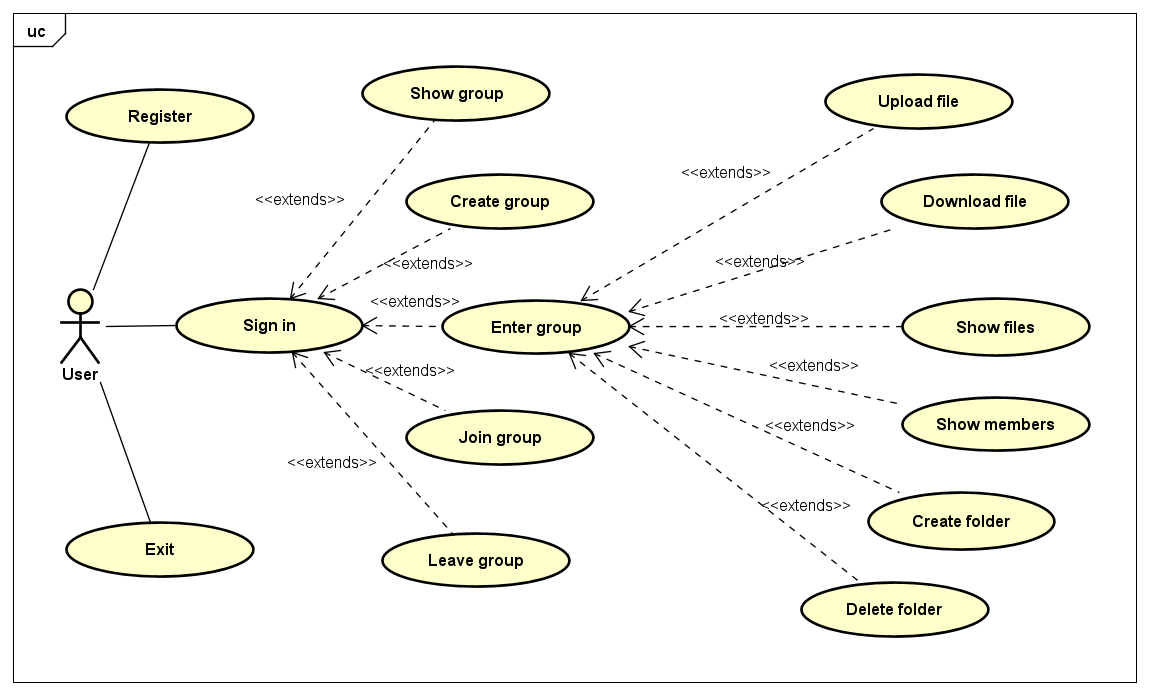 uc
Show group
Upload file
Register
<<extends>>
<<extends>>
Create group
Download file
<<extends>>
<<extends>>
<<extends>>
<<extends>>
Sign in
Enter group
Show files
User
<<extends>>
<<extends>>
Show members
Join group
<<extends>>
<<extends>>
<<extends>>
Create folder
Exit
Leave group
Delete folder